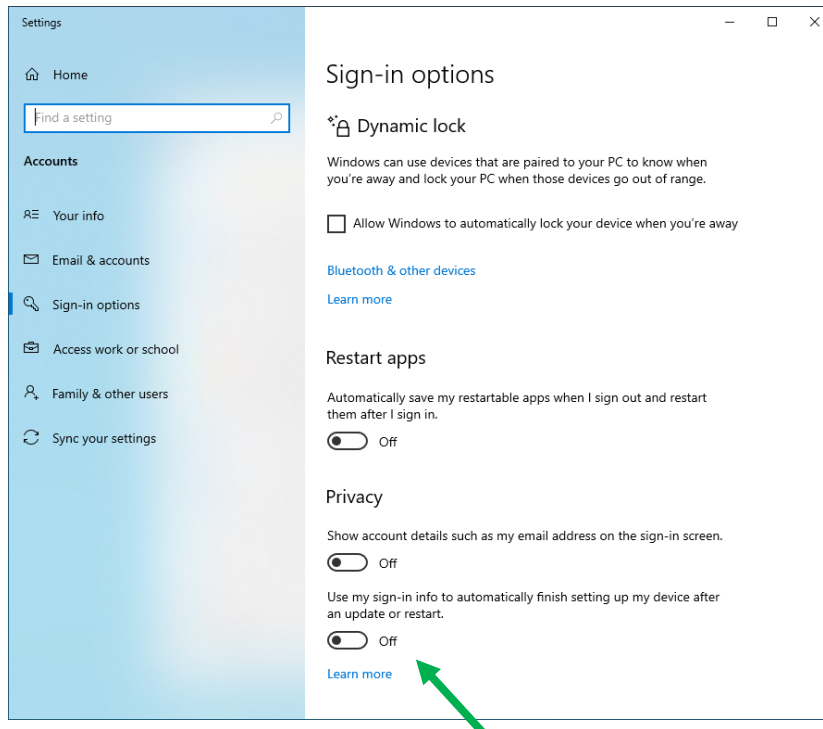 Settings
Home
Find a setting
Accounts
Your info
Email & accounts
Sign-in options
Access work or school
Family & other users
Sync your settings
Sign-in options
Dynamic lock
Windows can use devices that are paired to your PC to know when
you're away and lock your PC when those devices go out of range.
Allow Windows to automatically lock your device when you're away
Bluetooth & other devices
Learn more
Restart apps
Automatically save my restartable apps when I sign out and restart
them after I sign in.
Off
Privacy
Show account details such as my email address on the sign-in screen.
Off
Use my sign-in info to automatically finish setting up my device after
an update or restart.
Off
Learn more